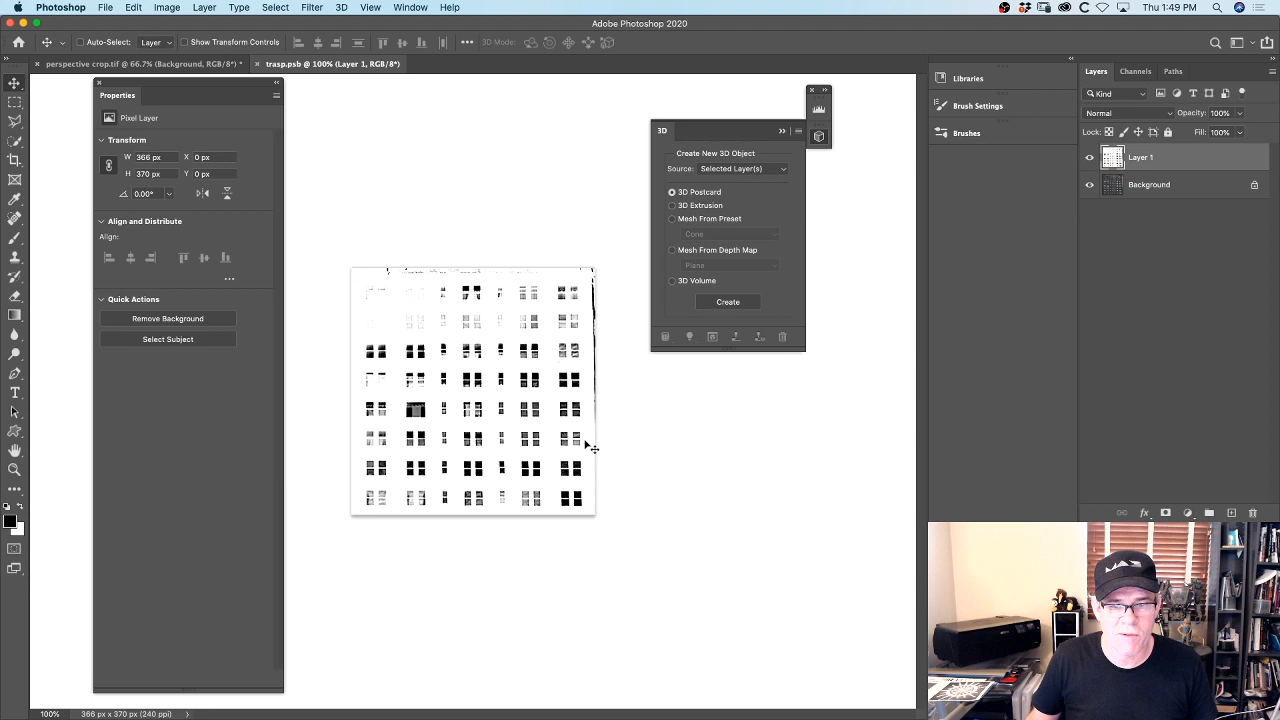 Photoshop File Edit Image Layer Type Select Filter 3D View Window Help Thu 1:49 PM
Adobe Photoshop 2020
Auto-Select: Layer Show Transform Controls 3D Mode:
perspective crop.tif @ 66.7% (Background, RGB/8*) *
trasp.psb @ 100% (Layer 1, RGB/8*)
Properties
Pixel Layer
Transform
W 366 px X 0 px
H 370 px Y 0 px
0.00°
Align and Distribute
Align:
Quick Actions
Remove Background
Select Subject
3D
Create New 3D Object
Source: Selected Layer(s)
3D Postcard
3D Extrusion
Mesh From Preset
Cone
Mesh From Depth Map
Plane
3D Volume
Create
Libraries
Brush Settings
Brushes
Layers Channels Paths
Kind
Normal Opacity: 100%
Lock: Fill: 100%
Layer 1
Background
fx
100% 366 px x 370 px (240 ppi)